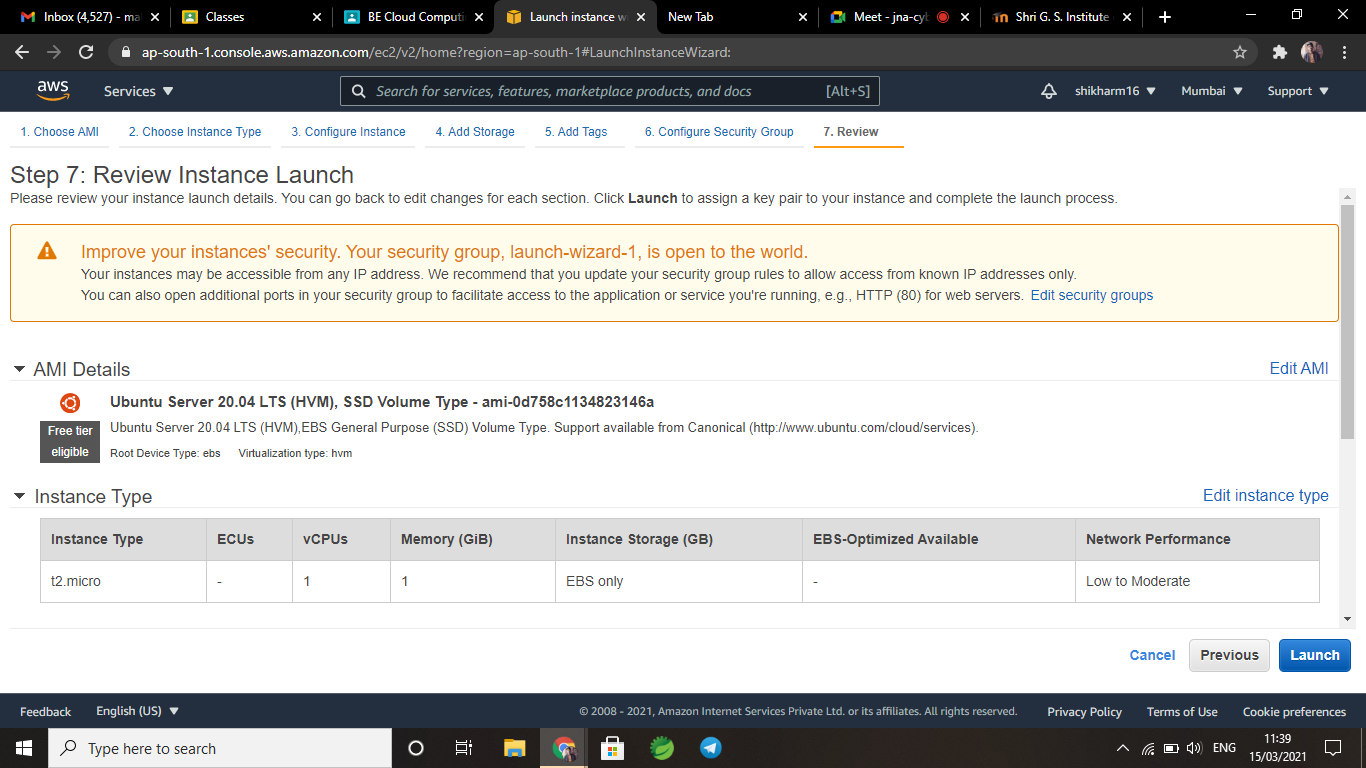 Inbox (4,527) - ma
Classes
BE Cloud Computi
Launch instance w
New Tab
Meet - jna-cyb
Shri G. S. Institute
ap-south-1.console.aws.amazon.com/ec2/v2/home?region=ap-south-1#LaunchInstanceWizard:
aws
Services
Search for services, features, marketplace products, and docs
[Alt+S]
shikharm16
Mumbai
Support
1. Choose AMI
2. Choose Instance Type
3. Configure Instance
4. Add Storage
5. Add Tags
6. Configure Security Group
7. Review
Step 7: Review Instance Launch
Please review your instance launch details. You can go back to edit changes for each section. Click Launch to assign a key pair to your instance and complete the launch process.
Improve your instances' security. Your security group, launch-wizard-1, is open to the world.
Your instances may be accessible from any IP address. We recommend that you update your security group rules to allow access from known IP addresses only.
You can also open additional ports in your security group to facilitate access to the application or service you're running, e.g., HTTP (80) for web servers. Edit security groups
AMI Details
Edit AMI
Ubuntu Server 20.04 LTS (HVM), SSD Volume Type - ami-0d758c1134823146a
Free tier
eligible
Ubuntu Server 20.04 LTS (HVM),EBS General Purpose (SSD) Volume Type. Support available from Canonical (http://www.ubuntu.com/cloud/services).
Root Device Type: ebs Virtualization type: hvm
Instance Type
Edit instance type
Instance Type ECUs vCPUs Memory (GiB) Instance Storage (GB) EBS-Optimized Available Network Performance
t2.micro - 1 1 EBS only - Low to Moderate
Cancel
Previous
Launch
Feedback
English (US)
© 2008 - 2021, Amazon Internet Services Private Ltd. or its affiliates. All rights reserved.
Privacy Policy
Terms of Use
Cookie preferences
Type here to search
ENG
11:39
15/03/2021